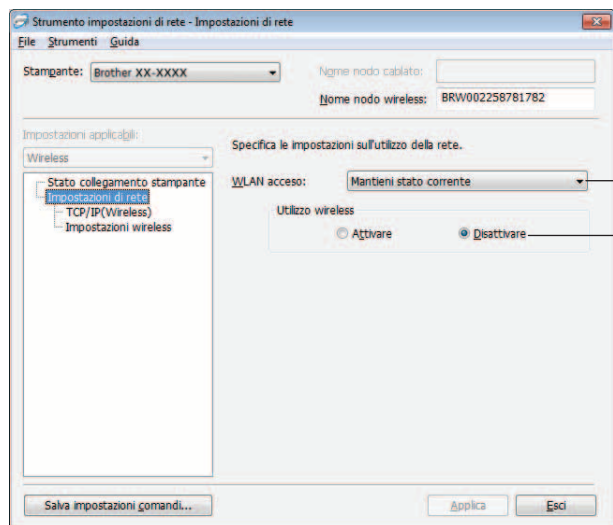 Strumento impostazioni di rete - Impostazioni di rete
File Strumenti Guida
Stampante: Brother XX-XXXX
Nome nodo cablato:
Nome nodo wireless: BRW002258781782
Impostazioni applicabili:
Wireless
Stato collegamento stampante
Impostazioni di rete
TCP/IP(Wireless)
Impostazioni wireless
Specifica le impostazioni sull'utilizzo della rete.
WLAN acceso: Mantieni stato corrente
Utilizzo wireless
Attivare Disattivare
Salva impostazioni comandi...
Applica Esci